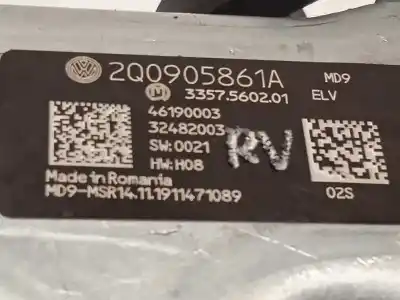 2Q0905861A MD9
3357.5602.01 ELV
46190003
32482003
SW:0021 RV
HW:H08
Made in Romania
MD9-MSR14.11.1911471089 02S